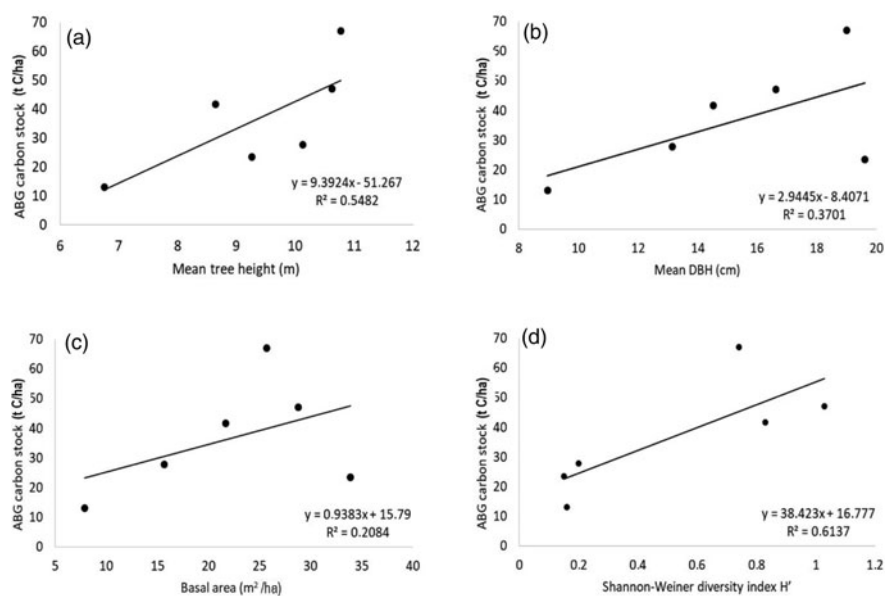 (a)
ABG carbon stock (t C/ha)
70
60
50
40
30
20
10
0
y = 9.3924x - 51.267
R² = 0.5482
6 7 8 9 10 11 12
Mean tree height (m)
(b)
ABG carbon stock (t C/ha)
70
60
50
40
30
20
10
0
y = 2.9445x - 8.4071
R² = 0.3701
8 10 12 14 16 18 20
Mean DBH (cm)
(c)
ABG carbon stock (t C/ha)
70
60
50
40
30
20
10
0
y = 0.9383x + 15.79
R² = 0.2084
5 10 15 20 25 30 35 40
Basal area (m²/ha)
(d)
ABG carbon stock (t C/ha)
70
60
50
40
30
20
10
0
y = 38.423x + 16.777
R² = 0.6137
0 0.2 0.4 0.6 0.8 1 1.2
Shannon-Weiner diversity index H'